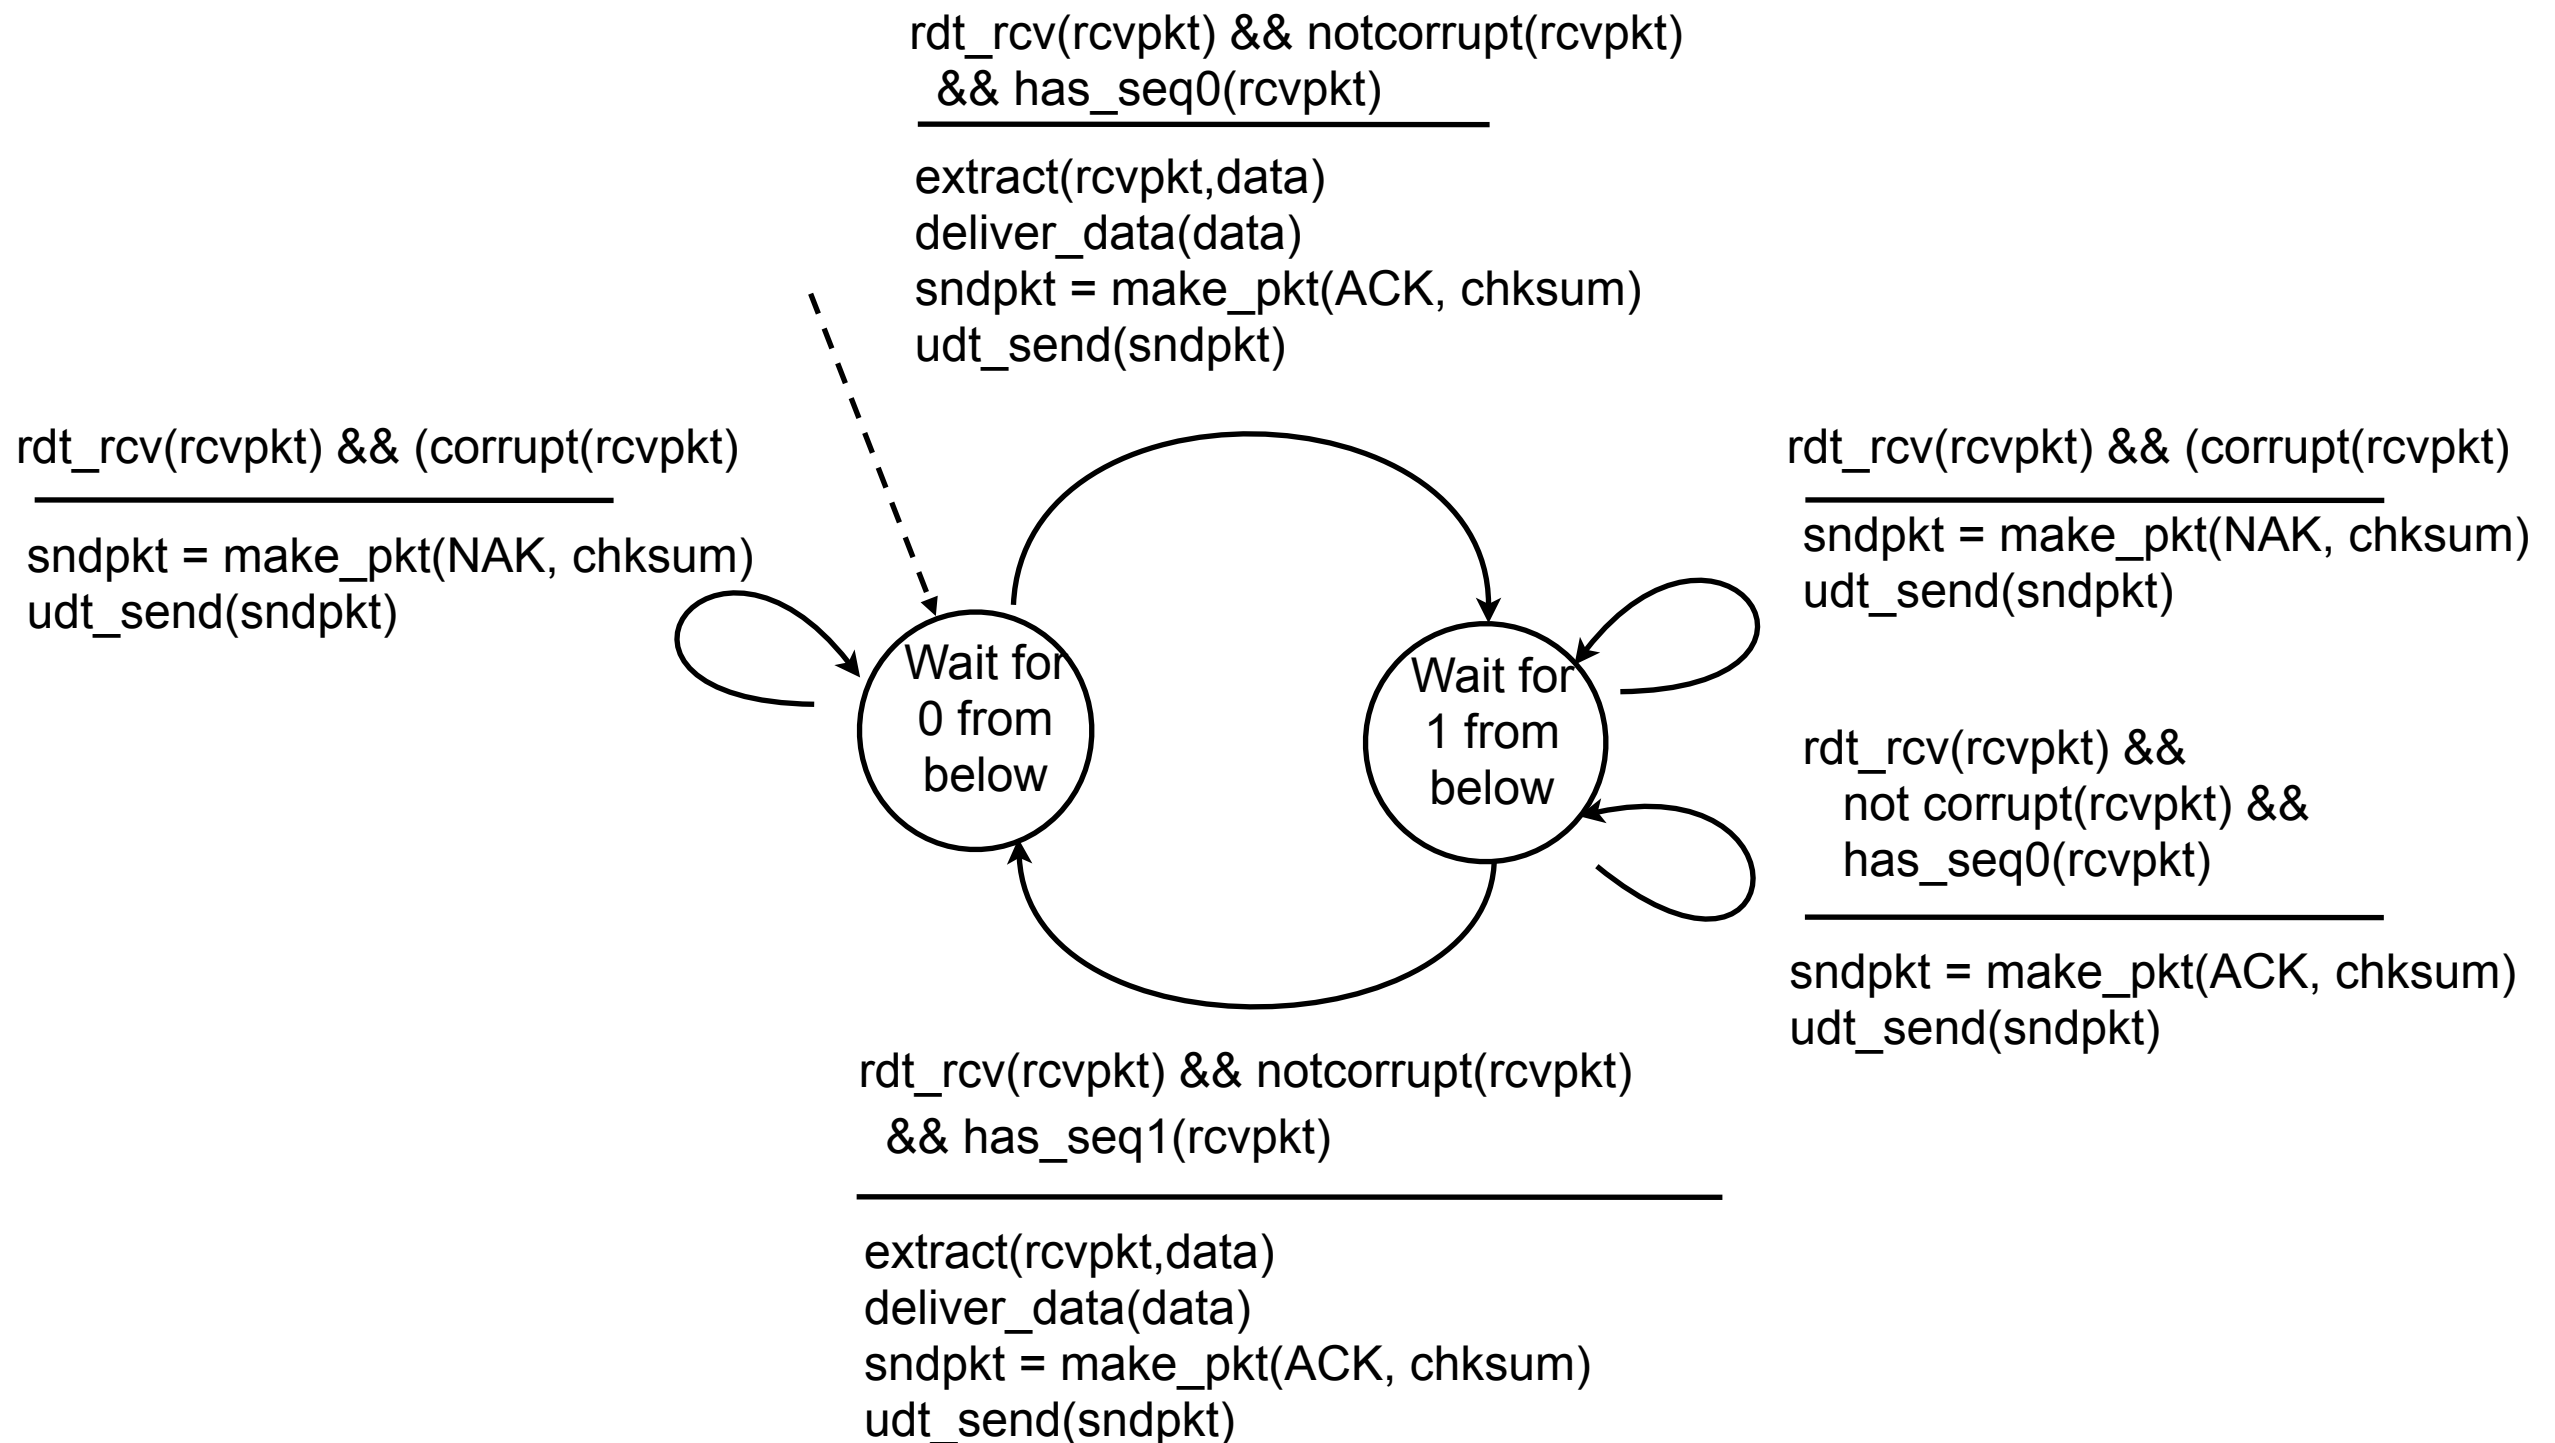 rdt_rcv(rcvpkt) && notcorrupt(rcvpkt)
&& has_seq0(rcvpkt)
extract(rcvpkt,data)
deliver_data(data)
sndpkt = make_pkt(ACK, chksum)
udt_send(sndpkt)
rdt_rcv(rcvpkt) && (corrupt(rcvpkt)
sndpkt = make_pkt(NAK, chksum)
udt_send(sndpkt)
Wait for
0 from
below
Wait for
1 from
below
rdt_rcv(rcvpkt) && (corrupt(rcvpkt)
sndpkt = make_pkt(NAK, chksum)
udt_send(sndpkt)
rdt_rcv(rcvpkt) &&
not corrupt(rcvpkt) &&
has_seq0(rcvpkt)
sndpkt = make_pkt(ACK, chksum)
udt_send(sndpkt)
rdt_rcv(rcvpkt) && notcorrupt(rcvpkt)
&& has_seq1(rcvpkt)
extract(rcvpkt,data)
deliver_data(data)
sndpkt = make_pkt(ACK, chksum)
udt_send(sndpkt)